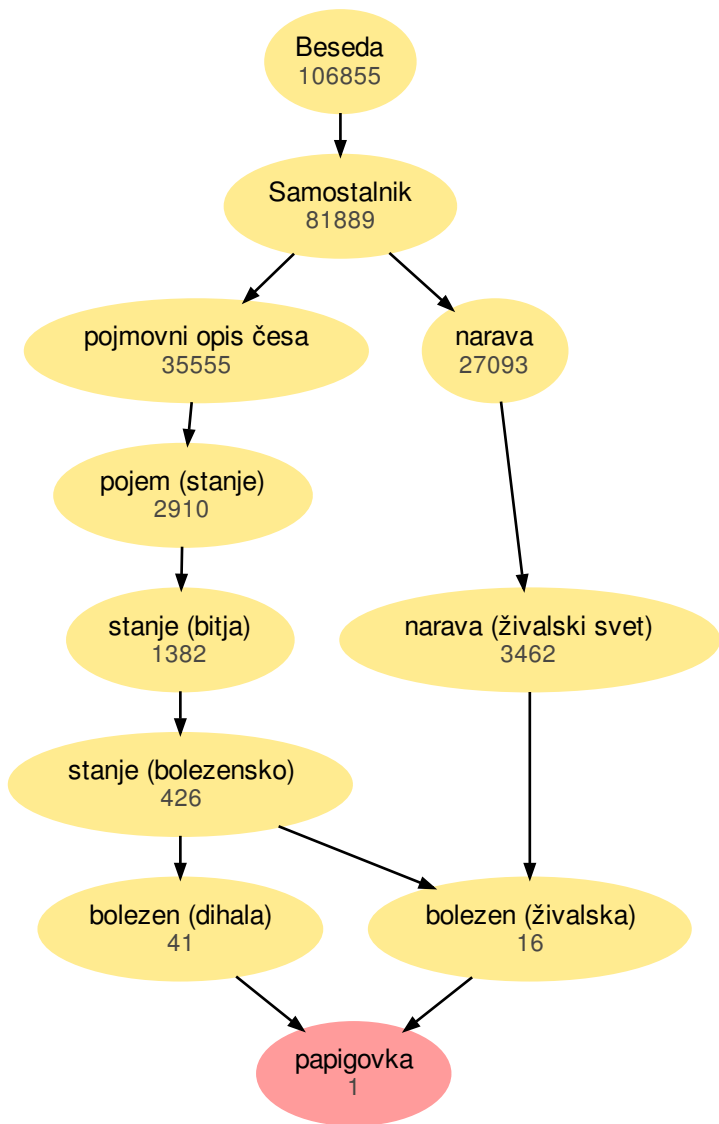 Beseda
106855
Samostalnik
81889
pojmovni opis česa
35555
narava
27093
pojem (stanje)
2910
stanje (bitja)
1382
narava (živalski svet)
3462
stanje (bolezensko)
426
bolezen (dihala)
41
bolezen (živalska)
16
papigovka
1